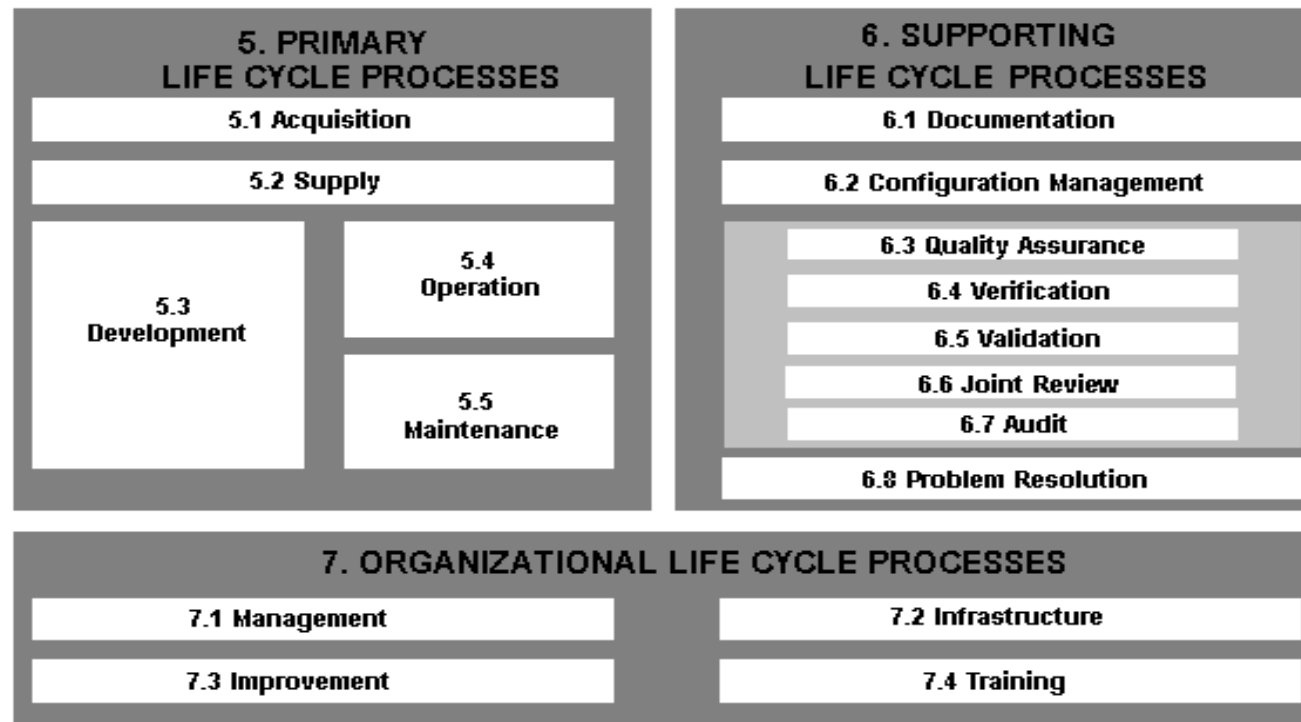 5. PRIMARY
LIFE CYCLE PROCESSES
5.1 Acquisition
5.2 Supply
5.3
Development
5.4
Operation
5.5
Maintenance
6. SUPPORTING
LIFE CYCLE PROCESSES
6.1 Documentation
6.2 Configuration Management
6.3 Quality Assurance
6.4 Verification
6.5 Validation
6.6 Joint Review
6.7 Audit
6.8 Problem Resolution
7. ORGANIZATIONAL LIFE CYCLE PROCESSES
7.1 Management
7.2 Infrastructure
7.3 Improvement
7.4 Training